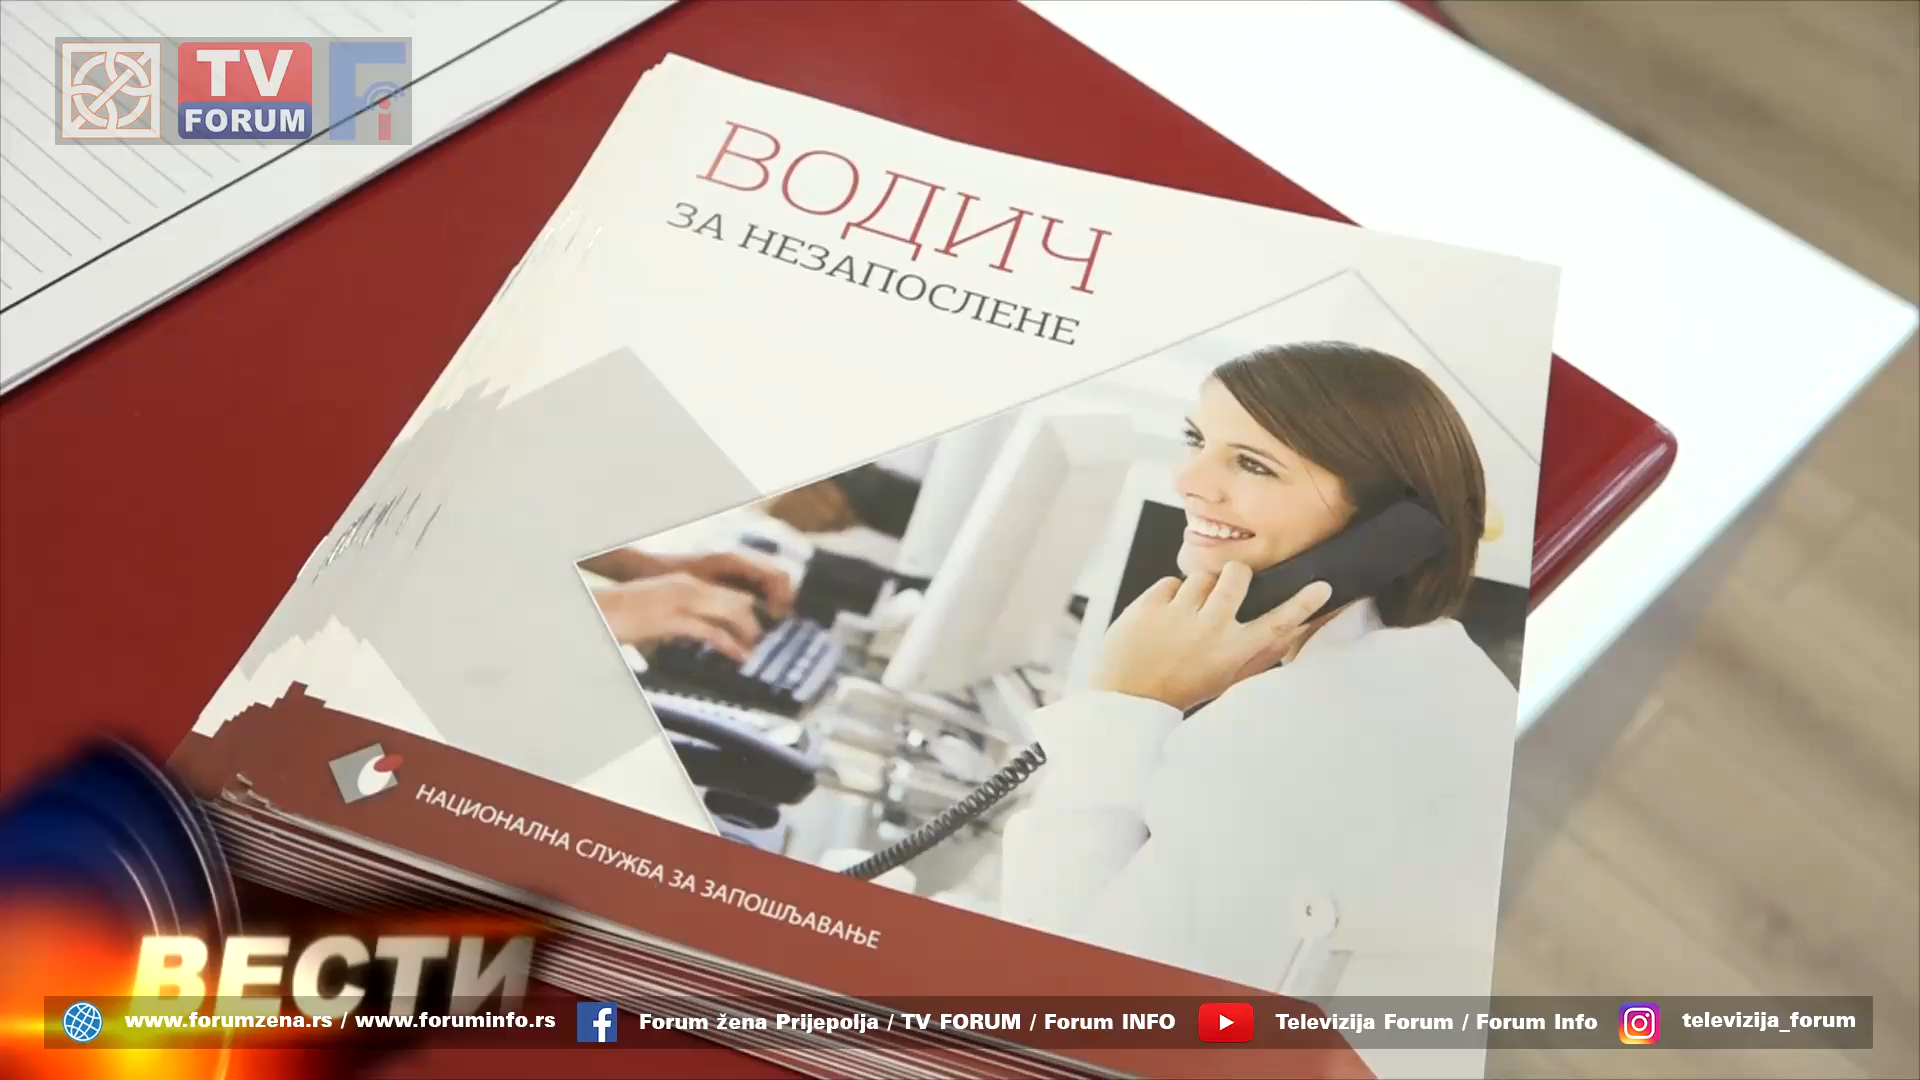 TV
FORUM
Fi
ВОДИЧ
ЗА НЕЗАПОСЛЕНЕ
НАЦИОНАЛНА СЛУЖБА ЗА ЗАПОШЉАВАЊЕ
ВЕСТИ
www.forumzena.rs / www.foruminfo.rs
Forum žena Prijepolja / TV FORUM / Forum INFO
Televizija Forum / Forum Info
televizija_forum